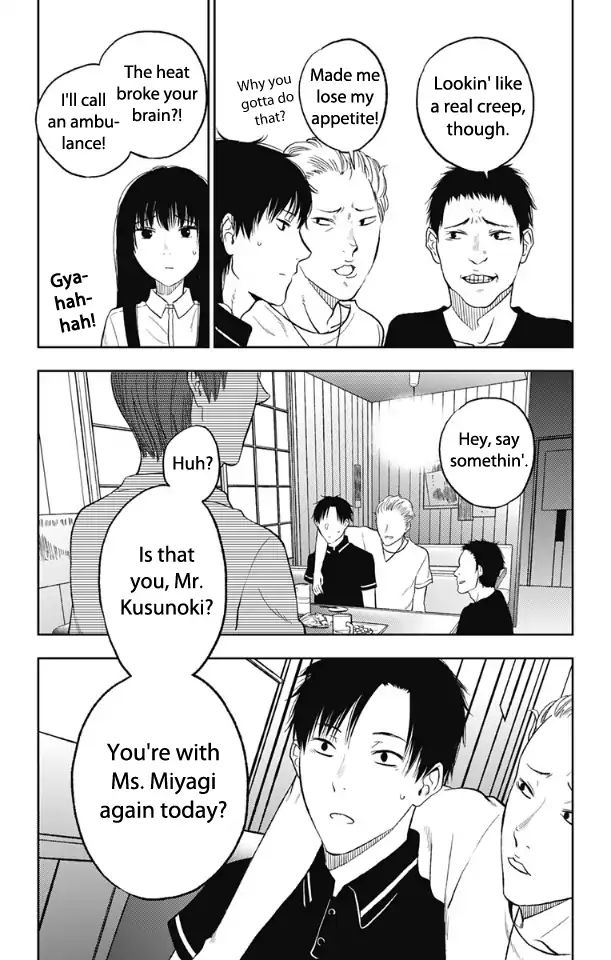 Lookin' like
a real creep,
though.
Made me
lose my
appetite!
Why you
gotta do
that?
The heat
broke your
brain?!
I'll call
an ambu-
lance!
Gya-
hah-
hah!
Hey, say
somethin'.
Huh?
Is that
you, Mr.
Kusunoki?
You're with
Ms. Miyagi
again today?